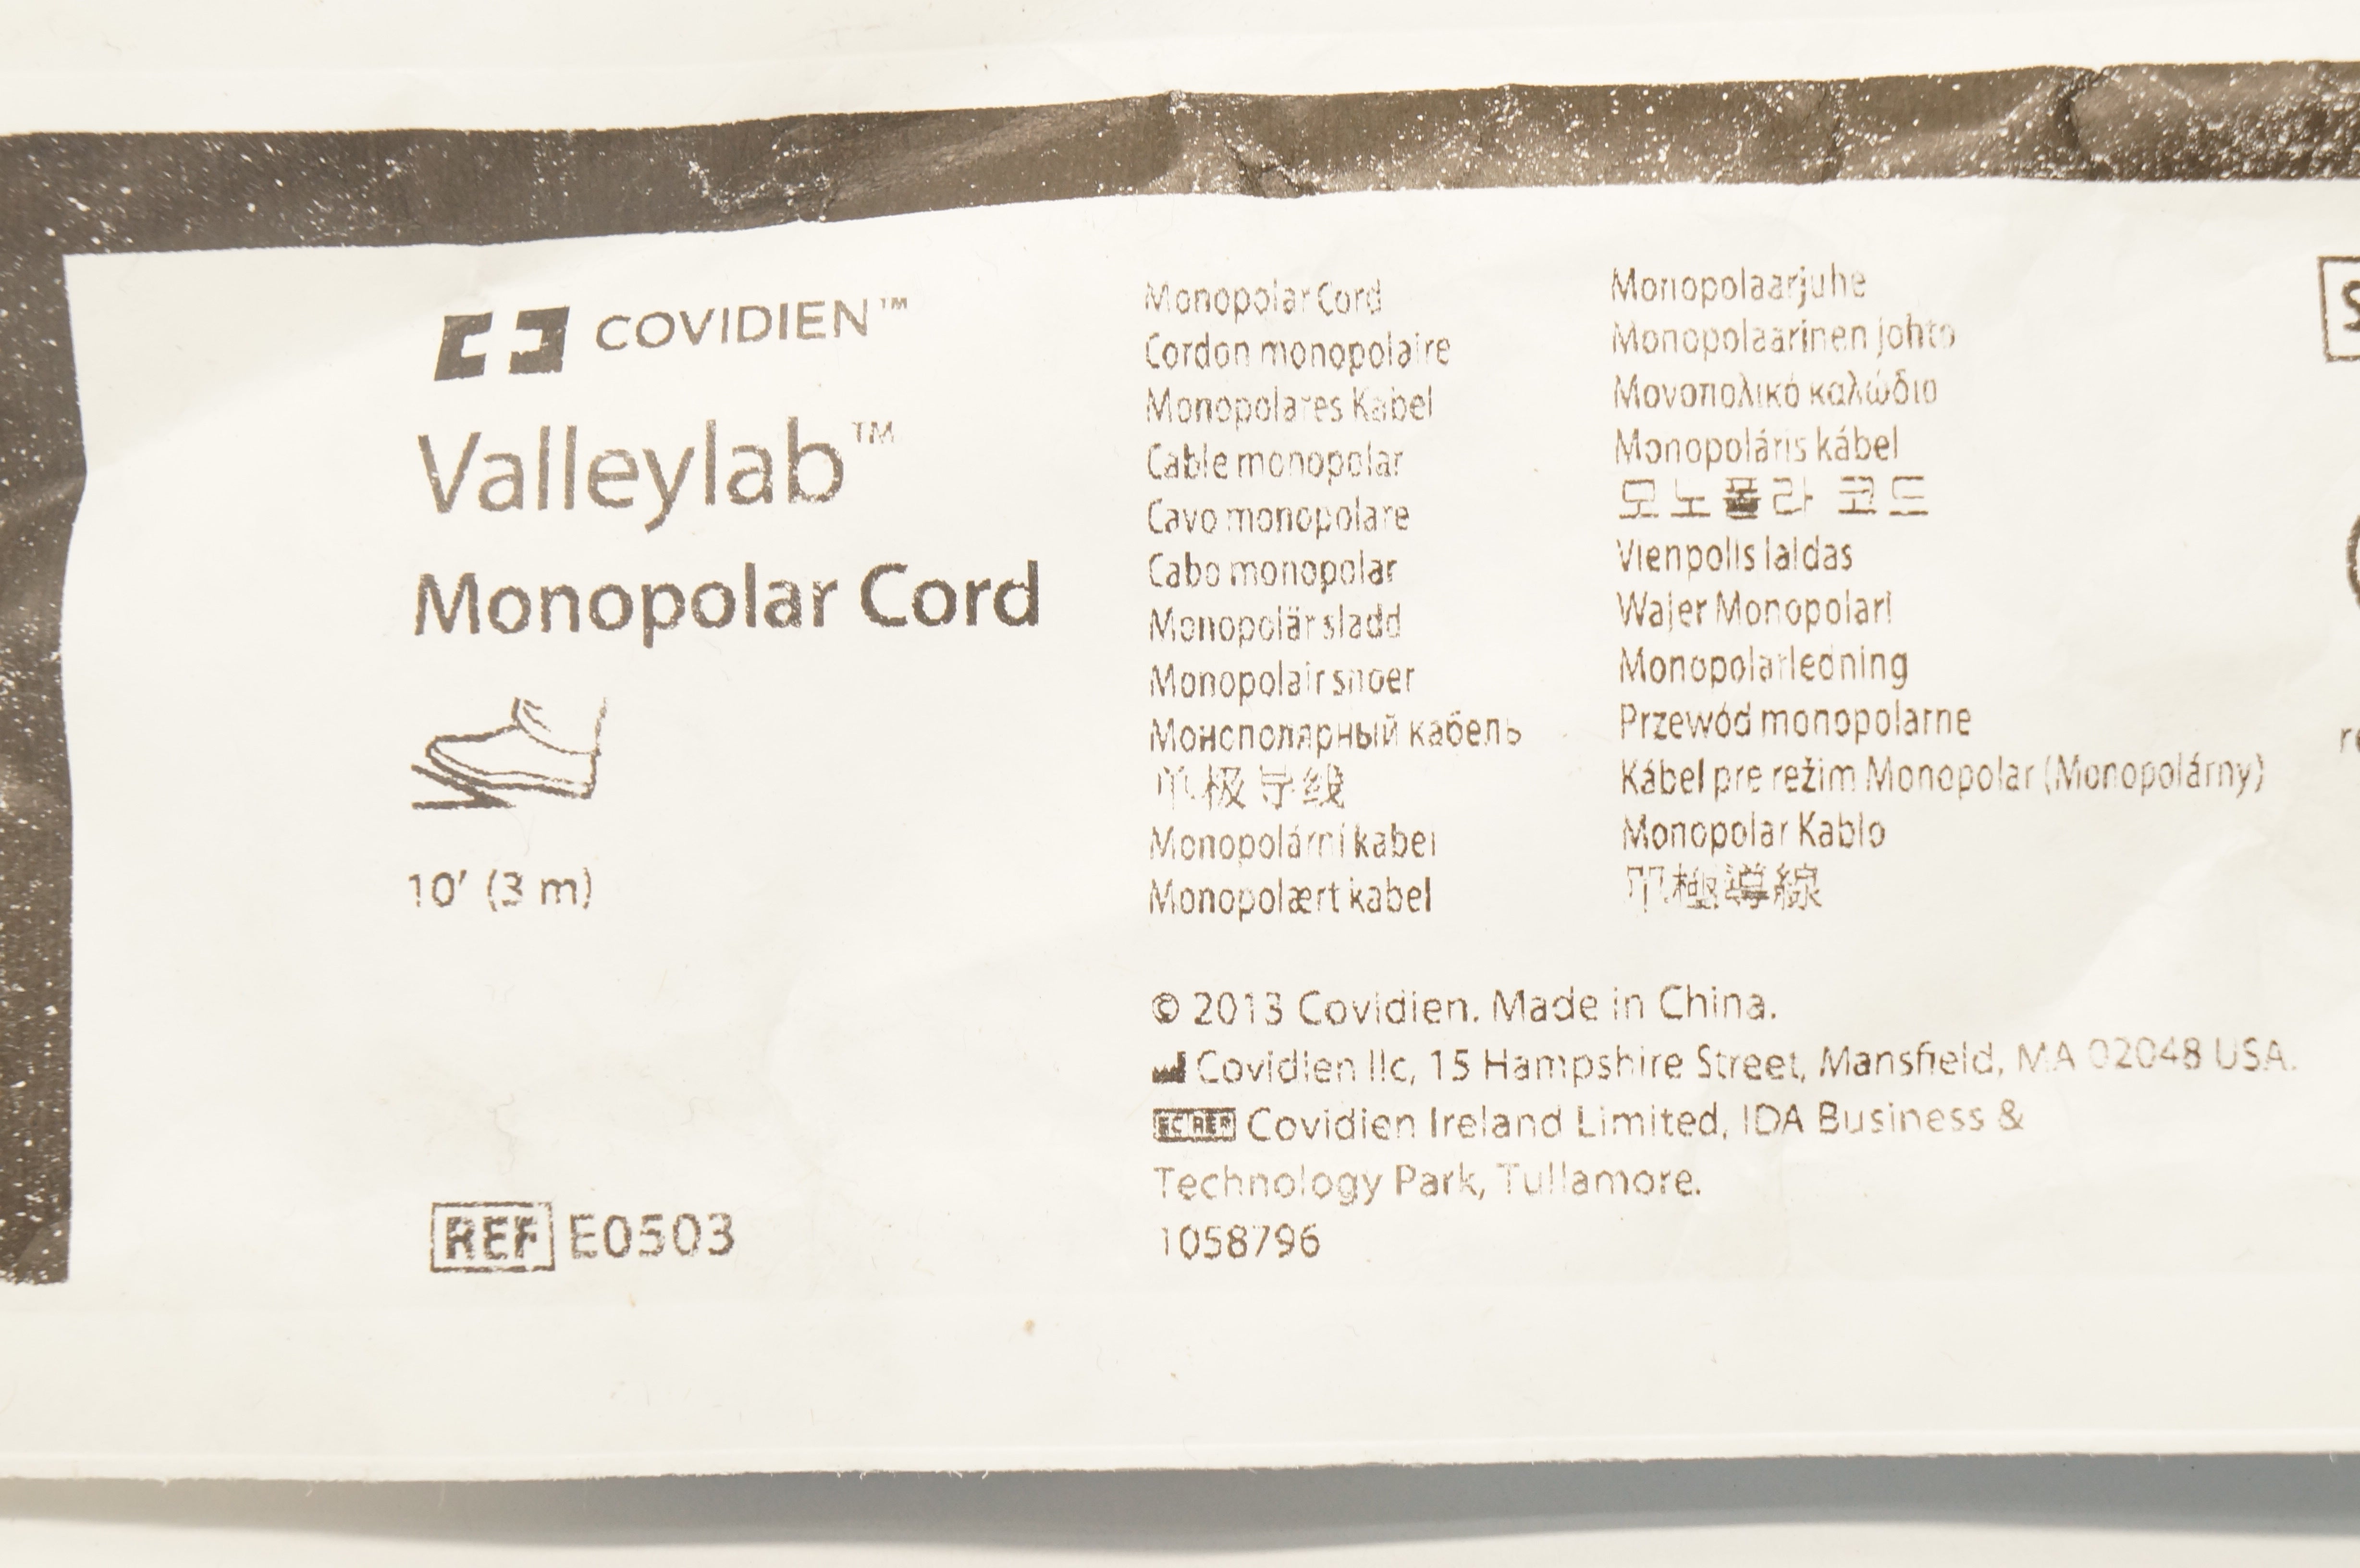 COVIDIEN™
Valleylab™
Monopolar Cord
10' (3 m)
REF E0503
Monopolar Cord
Cordon monopolaire
Monopolares Kabel
Cable monopolar
Cavo monopolare
Cabo monopolar
Monopolär sladd
Monopolair snoer
Монополярный кабель
单极导线
Monopolární kabel
Monopolært kabel
Monopolaarjuhe
Monopolaarinen johto
Μονοπολικό καλώδιο
Monopoláris kábel
모노폴라 코드
Vienpolis laidas
Wajer Monopolari
Monopolarledning
Przewód monopolarne
Kábel pre režim Monopolar (Monopolárny)
Monopolar Kablo
單極導線
© 2013 Covidien. Made in China.
Covidien llc, 15 Hampshire Street, Mansfield, MA 02048 USA.
EC REP Covidien Ireland Limited, IDA Business &
Technology Park, Tullamore.
1058796